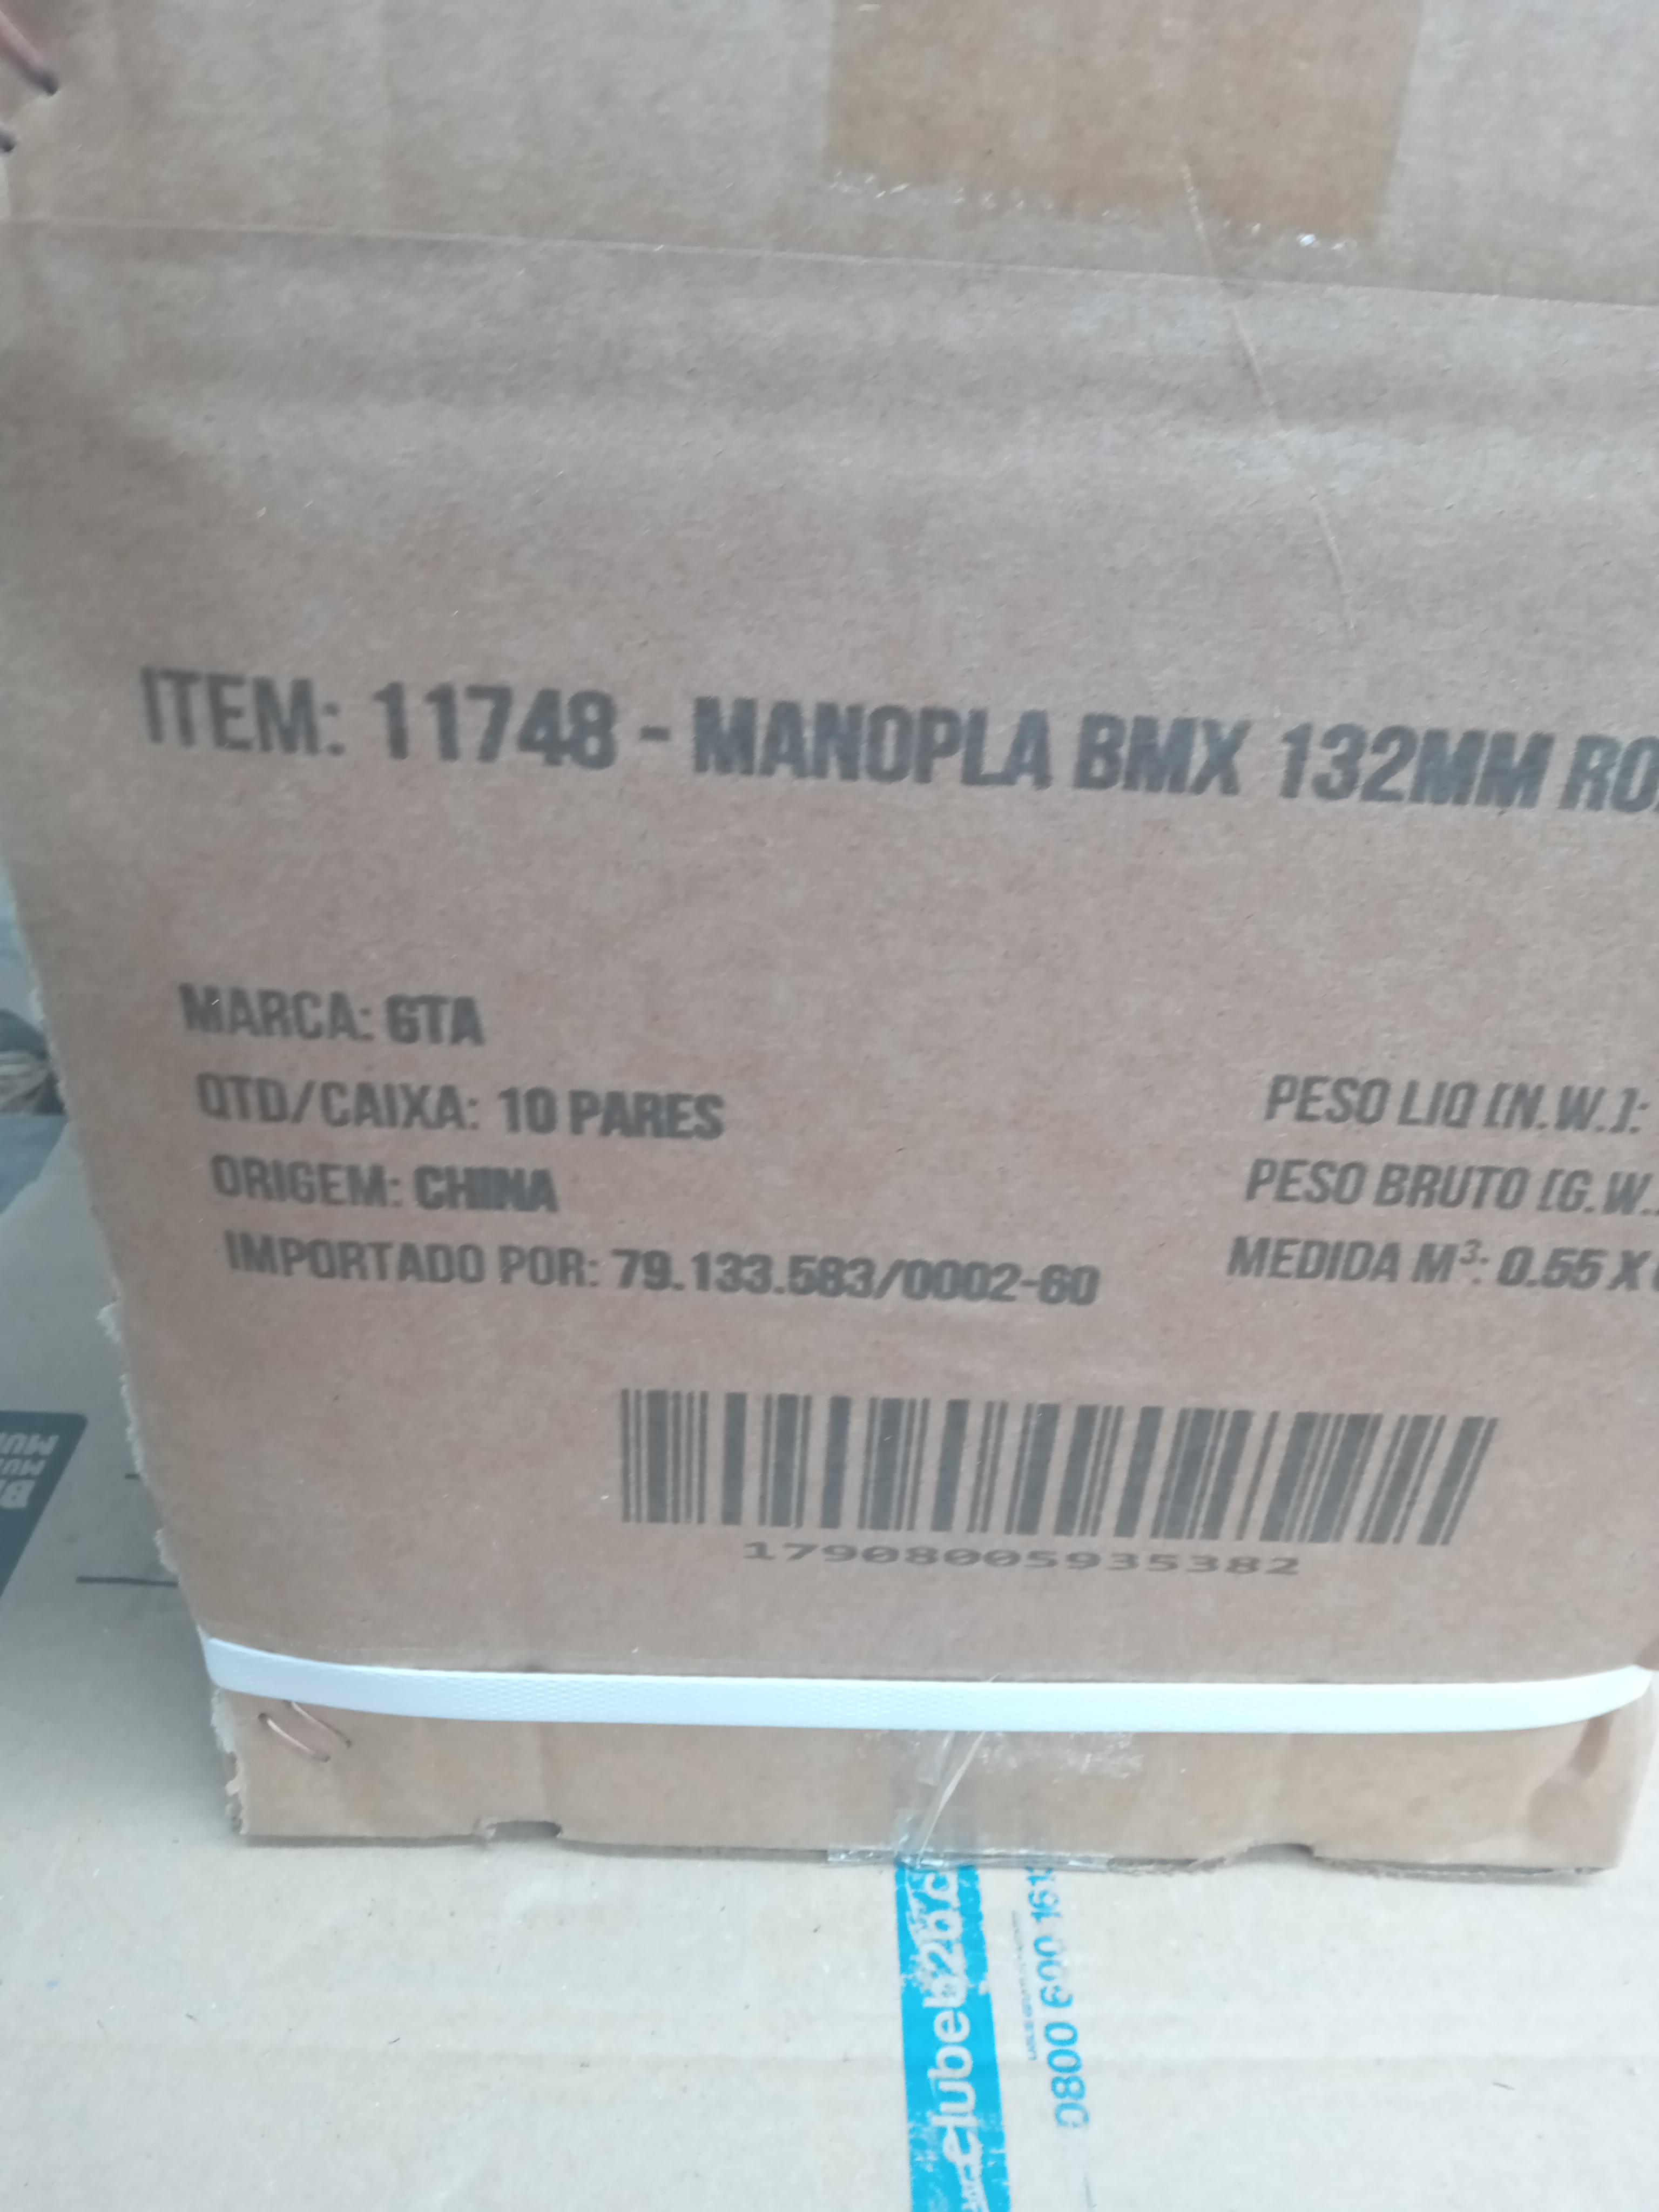 ITEM: 11748 - MANOPLA BMX 132MM
MARCA: GTA
QTD/CAIXA: 10 PARES
PESO LIQ [N.W.]:
ORIGEM: CHINA
PESO BRUTO [G.W.
IMPORTADO POR: 79.133.583/0002-60
MEDIDA M³: 0.55 X
17908005935382
0800 600 161